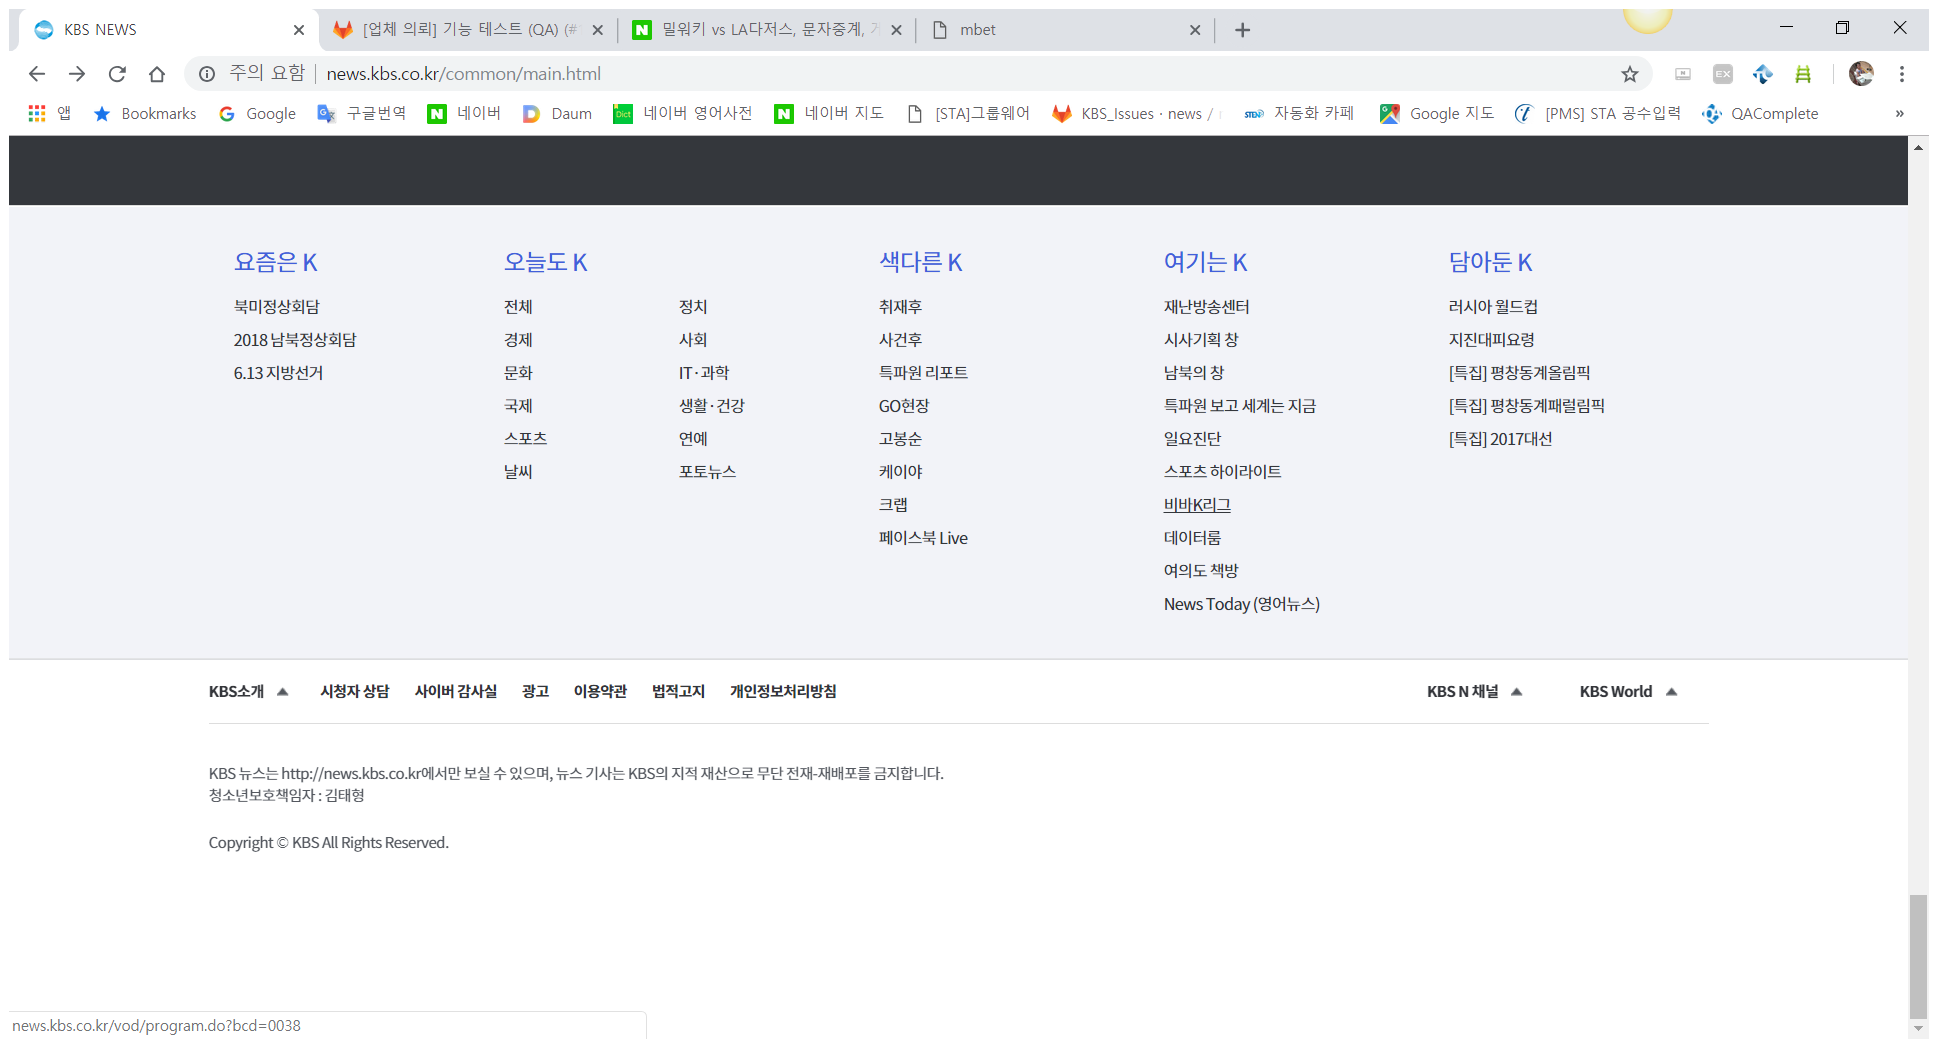 KBS NEWS
[업체 의뢰] 기능 테스트 (QA) (#
밀워키 vs LA다저스, 문자중계,
mbet
주의 요함
news.kbs.co.kr/common/main.html
EX
앱
Bookmarks
Google
구글번역
네이버
Daum
Dict
네이버 영어사전
네이버 지도
[STA]그룹웨어
KBS_Issues · news /
자동화 카페
Google 지도
[PMS] STA 공수입력
QAComplete
»
요즘은 K
북미정상회담
2018 남북정상회담
6.13 지방선거
오늘도 K
전체
경제
문화
국제
스포츠
날씨
정치
사회
IT·과학
생활·건강
연예
포토뉴스
색다른 K
취재후
사건후
특파원 리포트
GO현장
고봉순
케이야
크랩
페이스북 Live
여기는 K
재난방송센터
시사기획 창
남북의 창
특파원 보고 세계는 지금
일요진단
스포츠 하이라이트
비바K리그
데이터룸
여의도 책방
News Today (영어뉴스)
담아둔 K
러시아 월드컵
지진대피요령
[특집] 평창동계올림픽
[특집] 평창동계패럴림픽
[특집] 2017대선
KBS소개 ▲ 시청자 상담 사이버 감사실 광고 이용약관 법적고지 개인정보처리방침
KBS N 채널 ▲ KBS World ▲
KBS 뉴스는 http://news.kbs.co.kr에서만 보실 수 있으며, 뉴스 기사는 KBS의 지적 재산으로 무단 전재-재배포를 금지합니다.
청소년보호책임자 : 김태형
Copyright © KBS All Rights Reserved.
news.kbs.co.kr/vod/program.do?bcd=0038